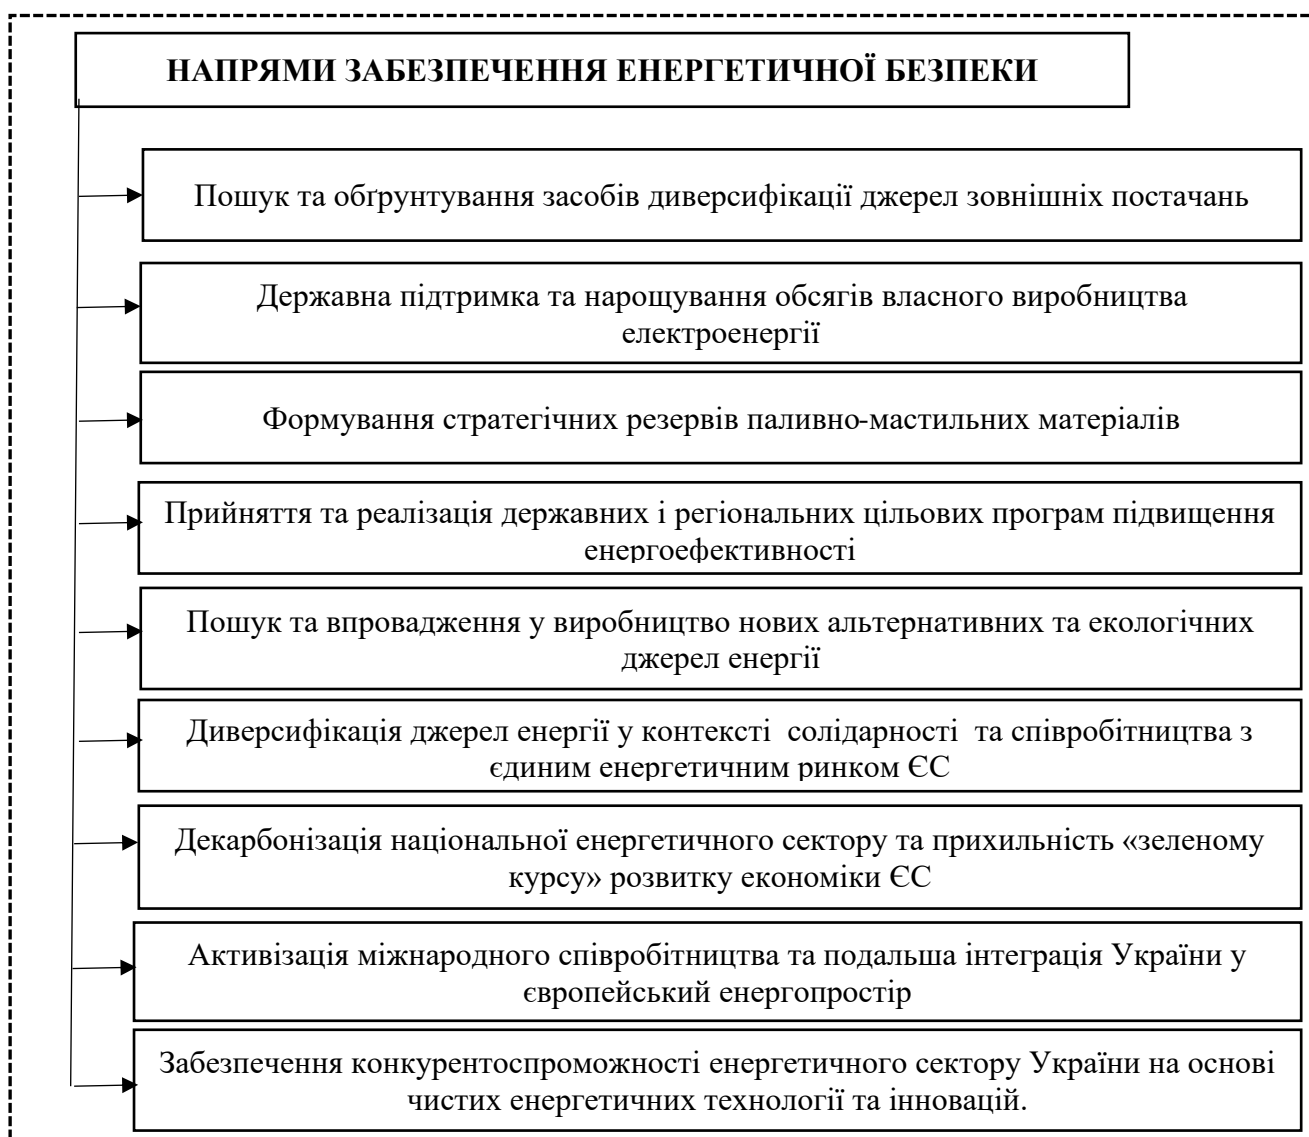 НАПРЯМИ ЗАБЕЗПЕЧЕННЯ ЕНЕРГЕТИЧНОЇ БЕЗПЕКИ
Пошук та обґрунтування засобів диверсифікації джерел зовнішніх постачань
Державна підтримка та нарощування обсягів власного виробництва
електроенергії
Формування стратегічних резервів паливно-мастильних матеріалів
Прийняття та реалізація державних і регіональних цільових програм підвищення
енергоефективності
Пошук та впровадження у виробництво нових альтернативних та екологічних
джерел енергії
Диверсифікація джерел енергії у контексті  солідарності  та співробітництва з
єдиним енергетичним ринком ЄС
Декарбонізація національної енергетичного сектору та прихильність «зеленому
курсу» розвитку економіки ЄС
Активізація міжнародного співробітництва та подальша інтеграція України у
європейський енергопростір
Забезпечення конкурентоспроможності енергетичного сектору України на основі
чистих енергетичних технології та інновацій.